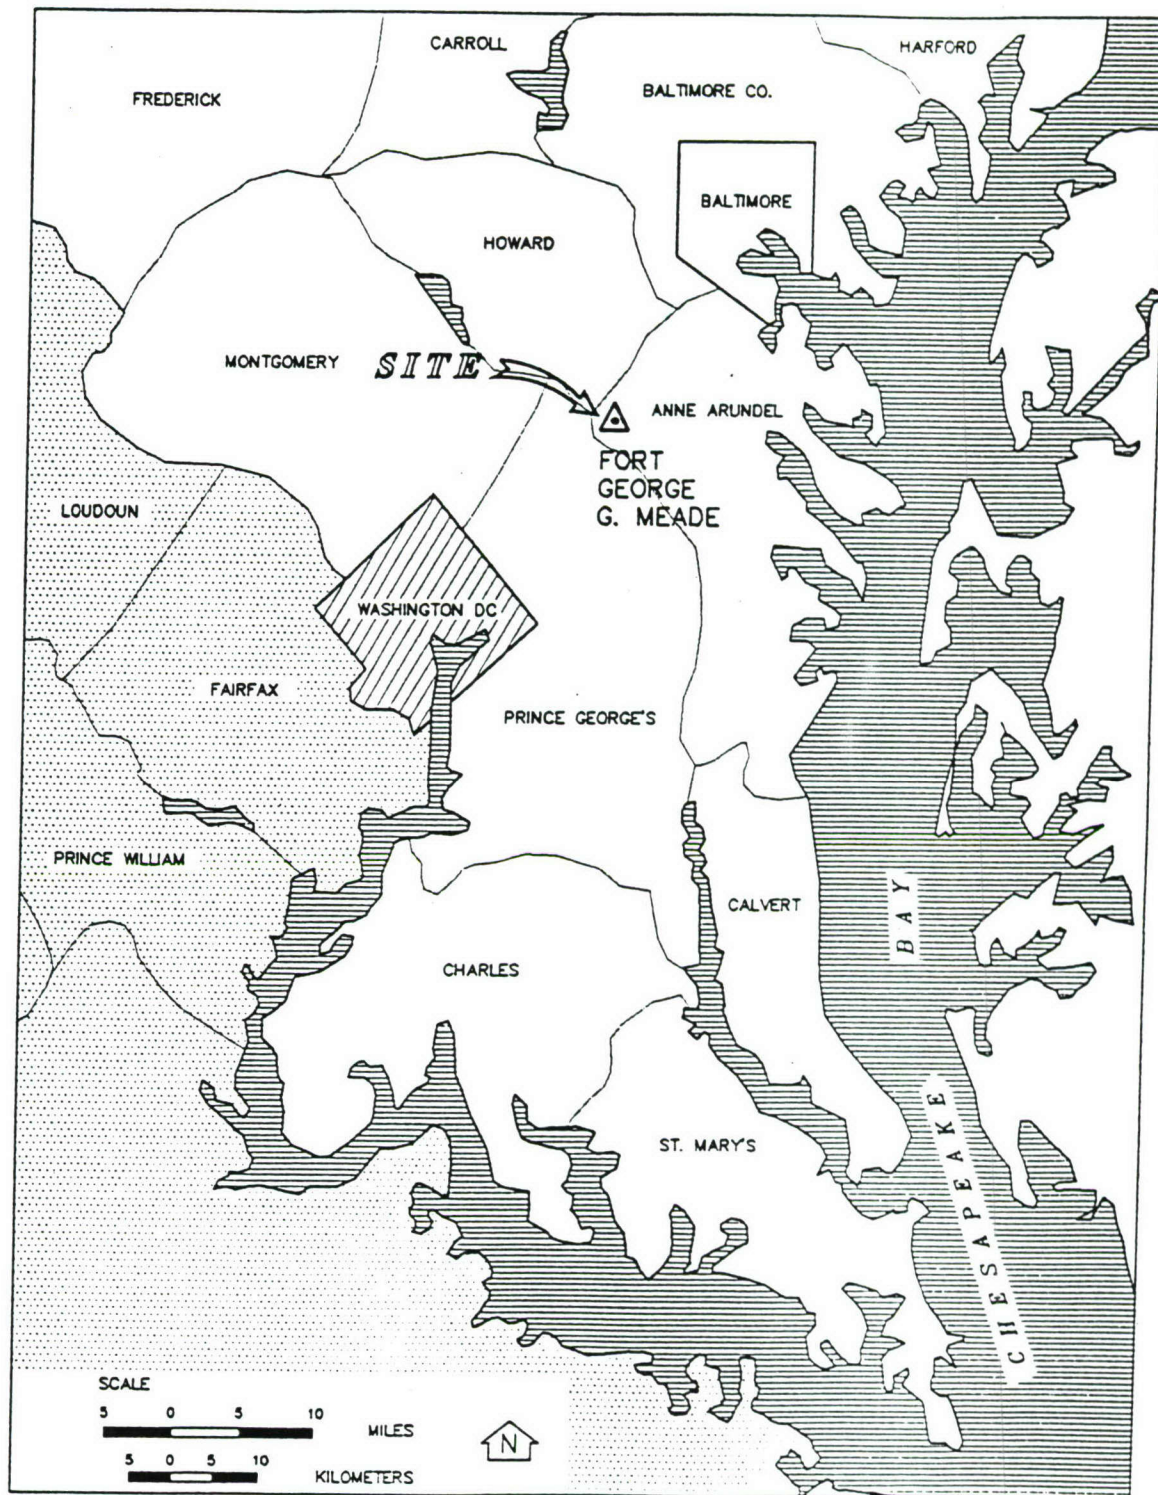 CARROLL
HARFORD
FREDERICK
BALTIMORE CO.
BALTIMORE
HOWARD
MONTGOMERY
SITE
ANNE ARUNDEL
FORT
GEORGE
G. MEADE
LOUDOUN
WASHINGTON DC
FAIRFAX
PRINCE GEORGE'S
PRINCE WILLIAM
CALVERT
BAY
CHARLES
CHESAPEAKE
ST. MARY'S
SCALE
5 0 5 10
MILES
N
5 0 5 10
KILOMETERS